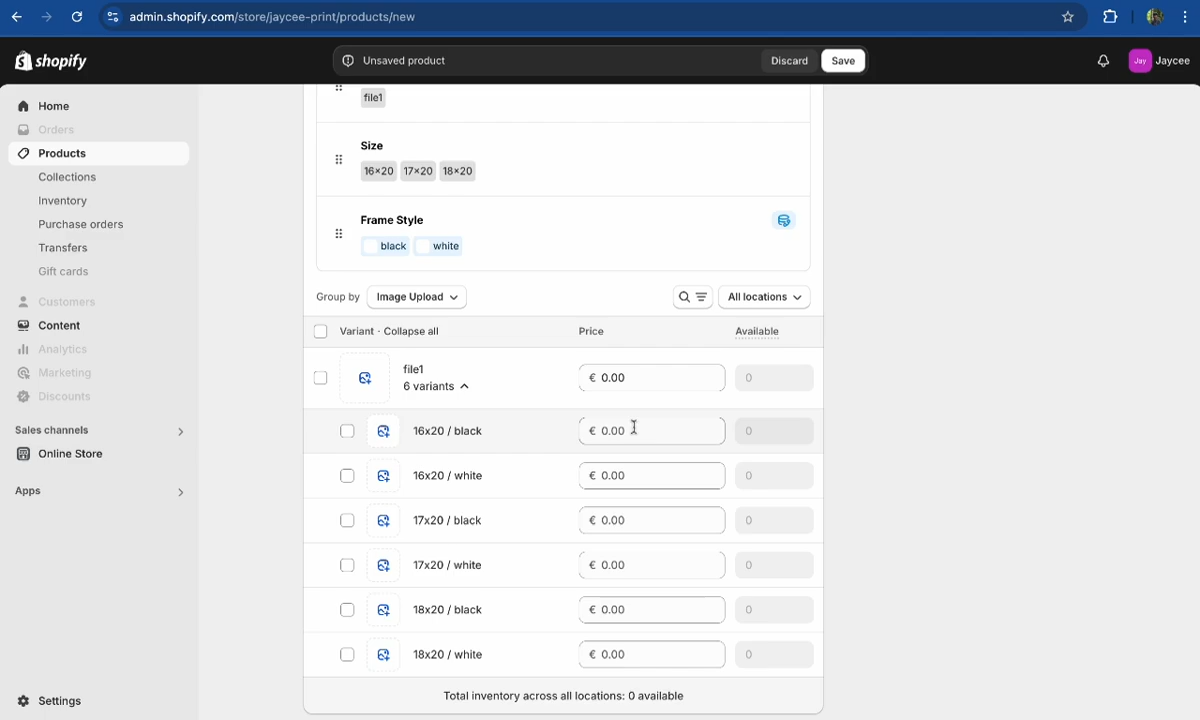 admin.shopify.com/store/jaycee-print/products/new
shopify
Unsaved product
Discard
Save
Jay
Jaycee
Home
Orders
Products
Collections
Inventory
Purchase orders
Transfers
Gift cards
Customers
Content
Analytics
Marketing
Discounts
Sales channels
Online Store
Apps
Settings
file1
Size
16x20 17x20 18x20
Frame Style
black white
Group by Image Upload
All locations
Variant · Collapse all Price Available
file1
6 variants
€ 0.00 0
16x20 / black € 0.00 0
16x20 / white € 0.00 0
17x20 / black € 0.00 0
17x20 / white € 0.00 0
18x20 / black € 0.00 0
18x20 / white € 0.00 0
Total inventory across all locations: 0 available